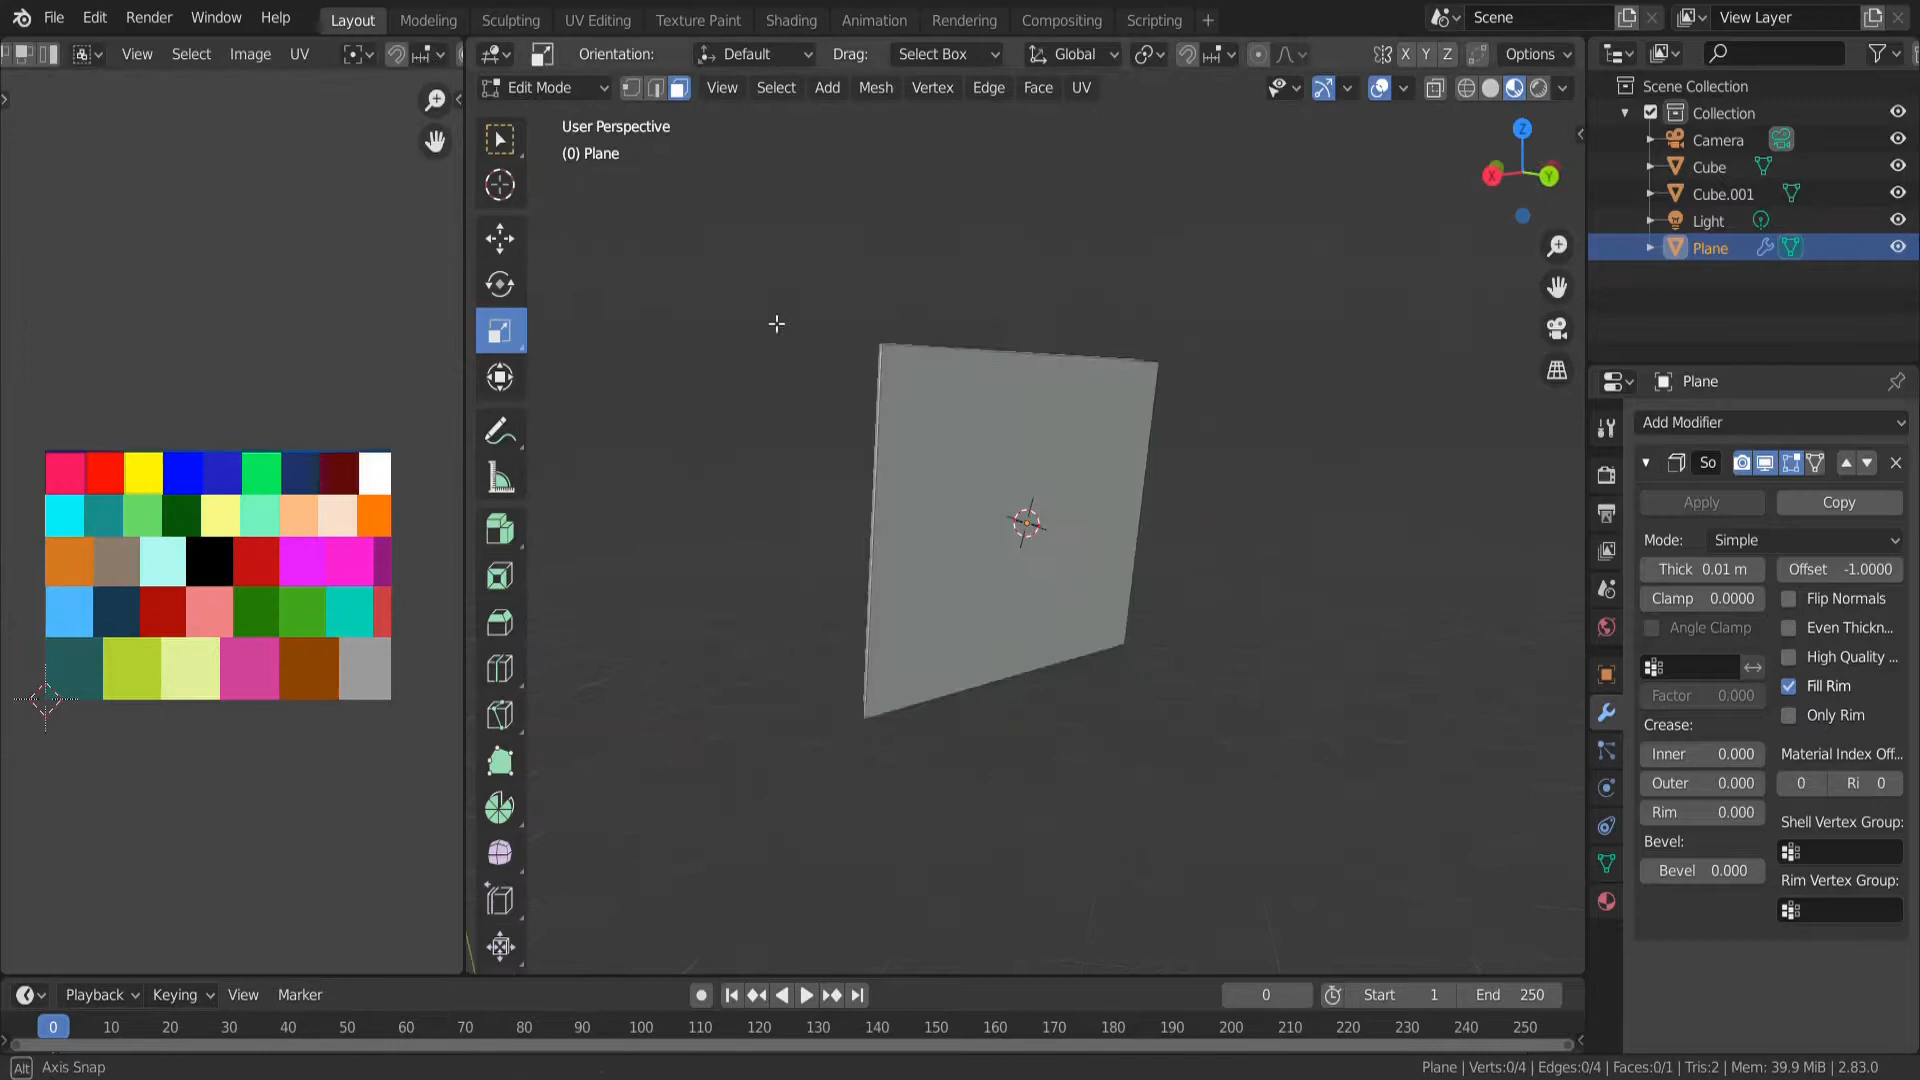 File Edit Render Window Help Layout Modeling Sculpting UV Editing Texture Paint Shading Animation Rendering Compositing Scripting + Scene View Layer
View Select Image UV Orientation: Default Drag: Select Box Global X Y Z Options
Edit Mode View Select Add Mesh Vertex Edge Face UV
User Perspective
(0) Plane
Z
X
Y
Scene Collection
Collection
Camera
Cube
Cube.001
Light
Plane
Plane
Add Modifier
So
Apply Copy
Mode: Simple
Thick 0.01 m Offset -1.0000
Clamp 0.0000 Flip Normals
Angle Clamp Even Thickn...
High Quality ...
Fill Rim
Factor 0.000
Only Rim
Crease:
Inner 0.000 Material Index Off...
Outer 0.000 0 Ri 0
Rim 0.000 Shell Vertex Group:
Bevel:
Bevel 0.000
Rim Vertex Group:
Playback Keying View Marker 0 Start 1 End 250
0 10 20 30 40 50 60 70 80 90 100 110 120 130 140 150 160 170 180 190 200 210 220 230 240 250
Alt Axis Snap Plane | Verts:0/4 | Edges:0/4 | Faces:0/1 | Tris:2 | Mem: 39.9 MiB | 2.83.0